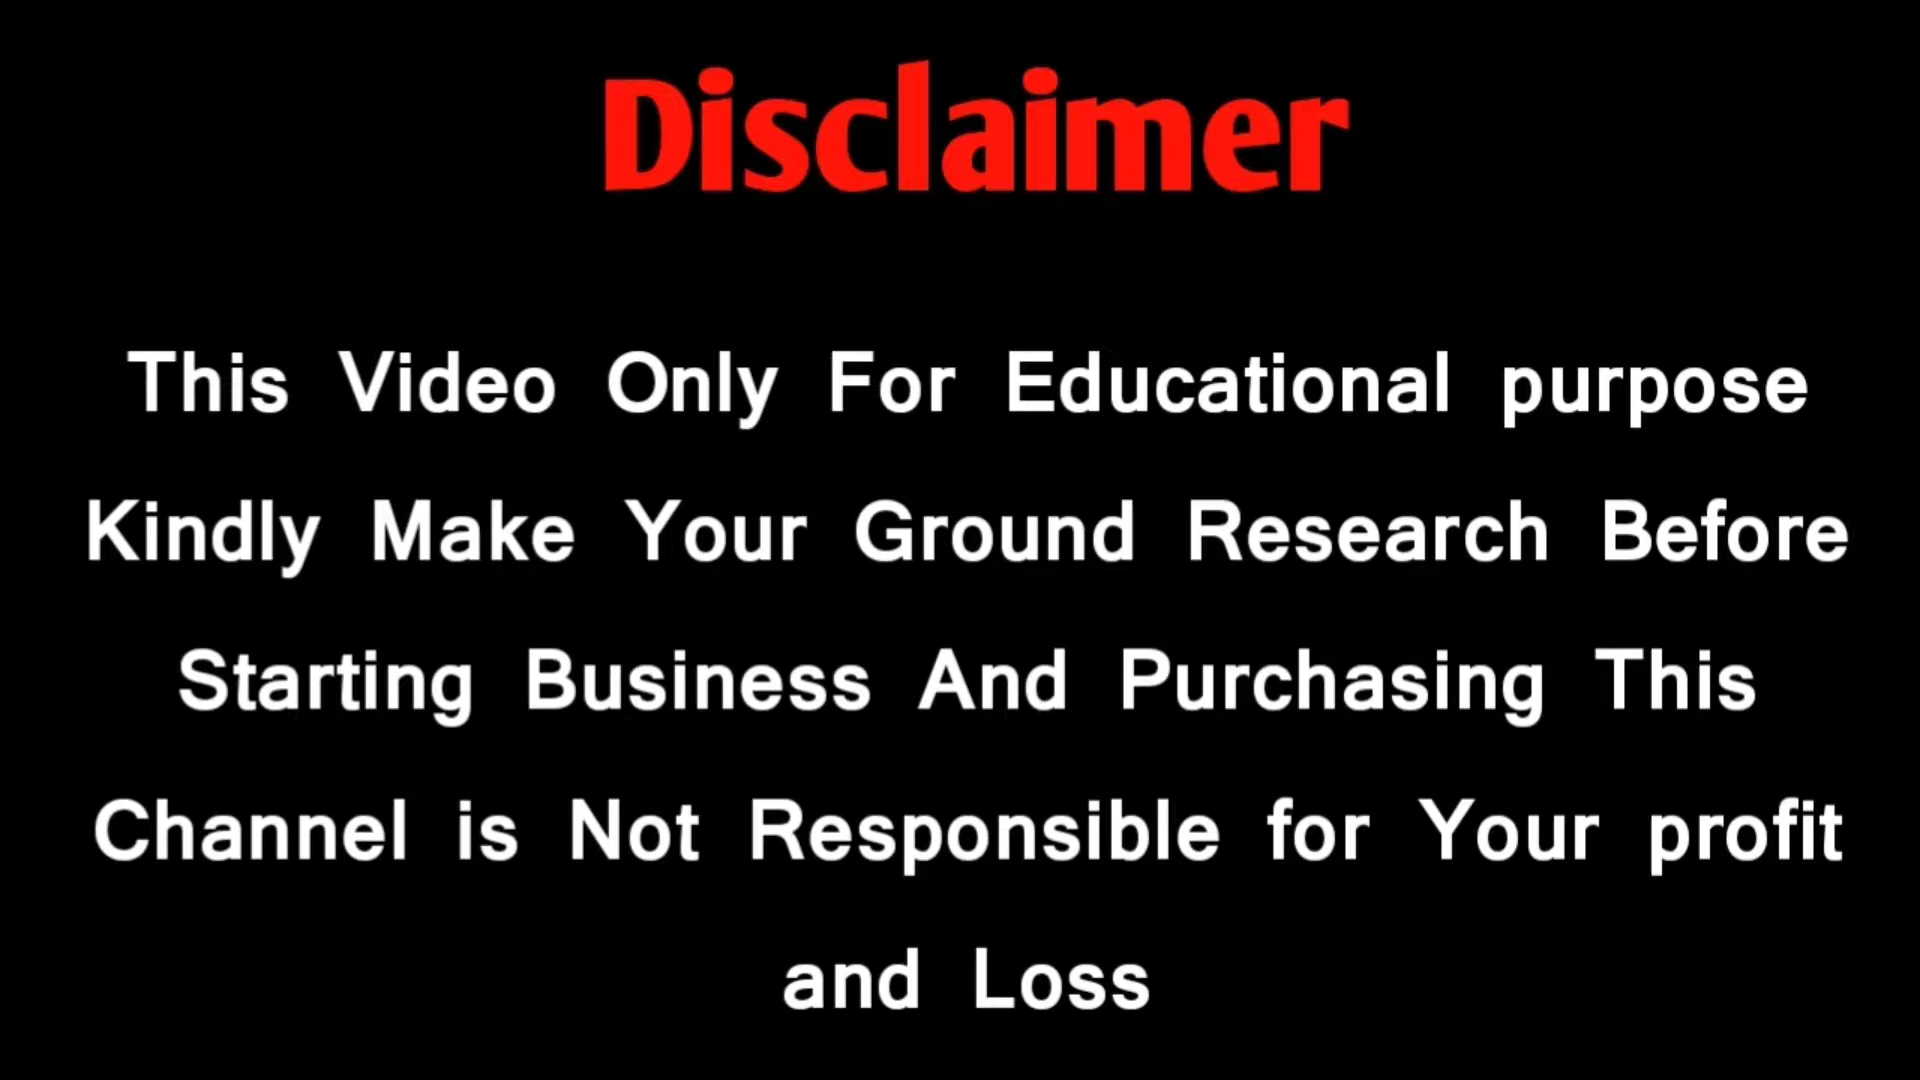 Disclaimer
This Video Only For Educational purpose
Kindly Make Your Ground Research Before
Starting Business And Purchasing This
Channel is Not Responsible for Your profit
and Loss